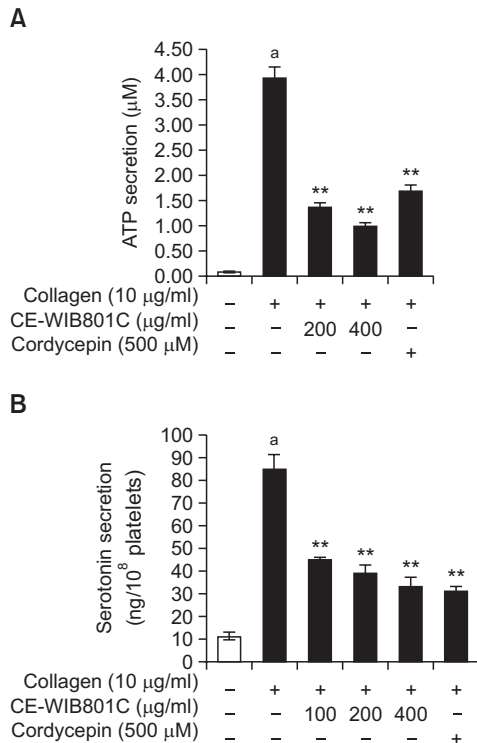 A
ATP secretion (μM)
4.50
4.00
3.50
3.00
2.50
2.00
1.50
1.00
0.50
0.00
a
**
**
**
Collagen (10 μg/ml) – + + + +
CE-WIB801C (μg/ml) – – 200 400 –
Cordycepin (500 μM) – – – – +
B
Serotonin secretion
(ng/10⁸ platelets)
100
90
80
70
60
50
40
30
20
10
0
a
**
**
**
**
Collagen (10 μg/ml) – + + + + +
CE-WIB801C (μg/ml) – – 100 200 400 –
Cordycepin (500 μM) – – – – – +